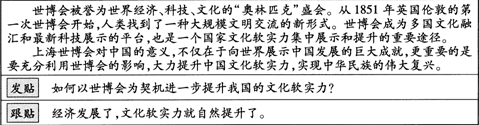 世博会被誉为世界经济、科技、文化的“奥林匹克”盛会。从 1851 年英国伦敦的第
一次世博会开始,人类找到了一种大规模文明交流的新形式。世博会成为多国文化融
汇和最新科技展示的平台,也是一个国家文化软实力集中展示和提升的重要途径。
上海世博会对中国的意义,不仅在于向世界展示中国发展的巨大成就,更重要的是
要充分利用世博会的影响,大力提升中国文化软实力,实现中华民族的伟大复兴。
发贴 如何以世博会为契机进一步提升我国的文化软实力?
跟贴 经济发展了,文化软实力就自然提升了。